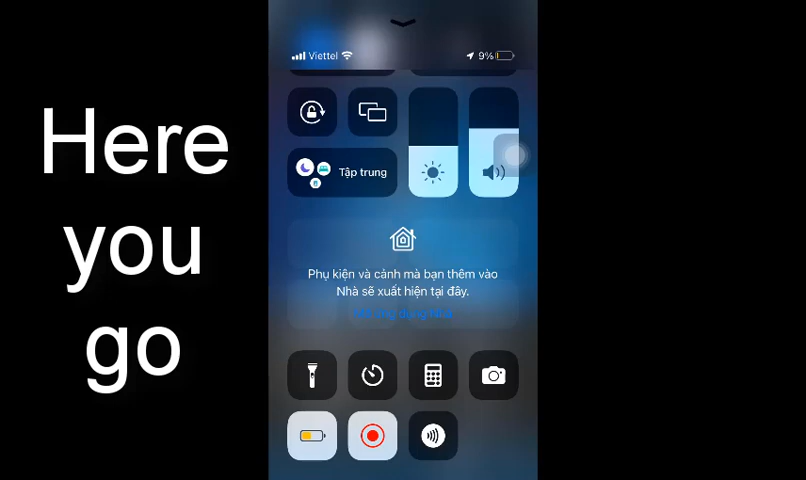 Here
you
go
Viettel
9%
Tập trung
Phụ kiện và cảnh mà bạn thêm vào
Nhà sẽ xuất hiện tại đây.